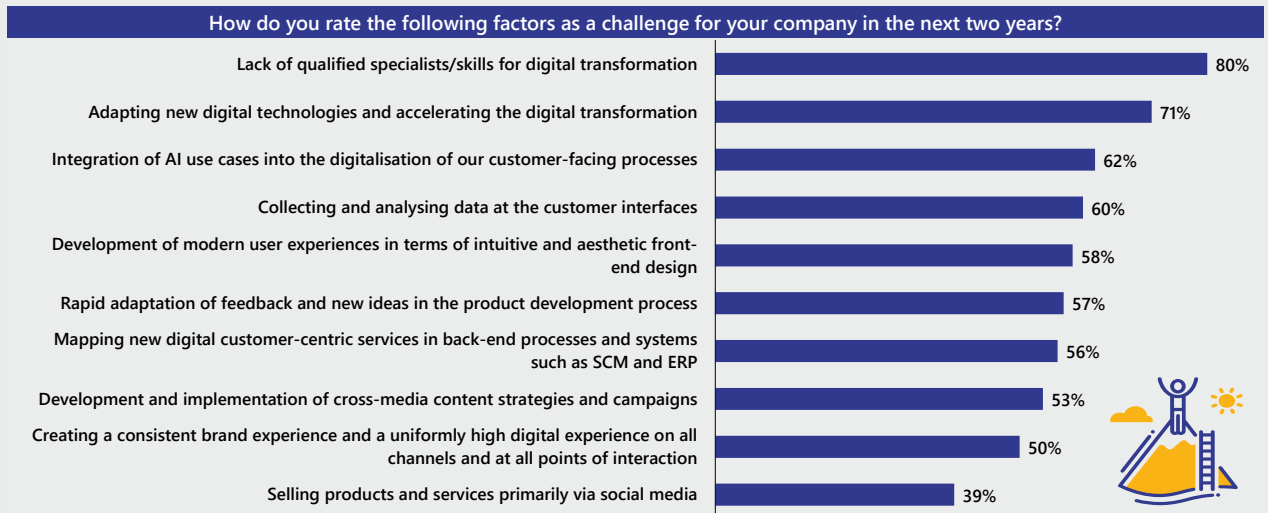 How do you rate the following factors as a challenge for your company in the next two years?
Lack of qualified specialists/skills for digital transformation
80%
Adapting new digital technologies and accelerating the digital transformation
71%
Integration of AI use cases into the digitalisation of our customer-facing processes
62%
Collecting and analysing data at the customer interfaces
60%
Development of modern user experiences in terms of intuitive and aesthetic front-
end design
58%
Rapid adaptation of feedback and new ideas in the product development process
57%
Mapping new digital customer-centric services in back-end processes and systems
such as SCM and ERP
56%
Development and implementation of cross-media content strategies and campaigns
53%
Creating a consistent brand experience and a uniformly high digital experience on all
channels and at all points of interaction
50%
Selling products and services primarily via social media
39%